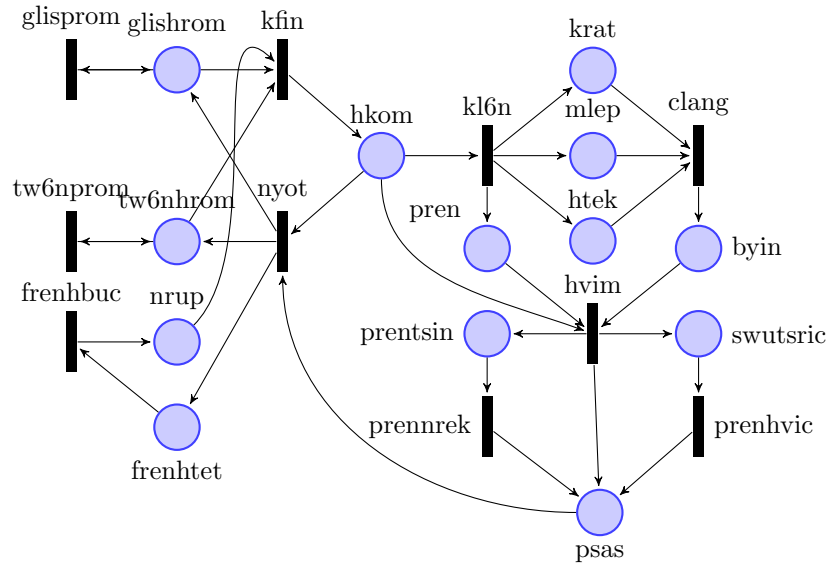 glisprom
glishrom
kfin
krat
hkom
kl6n
mlep
clang
tw6nprom
tw6nhrom
nyot
pren
htek
byin
frenhbuc
nrup
hvim
prentsin
swutsric
frenhtet
prennrek
prenhvic
psas